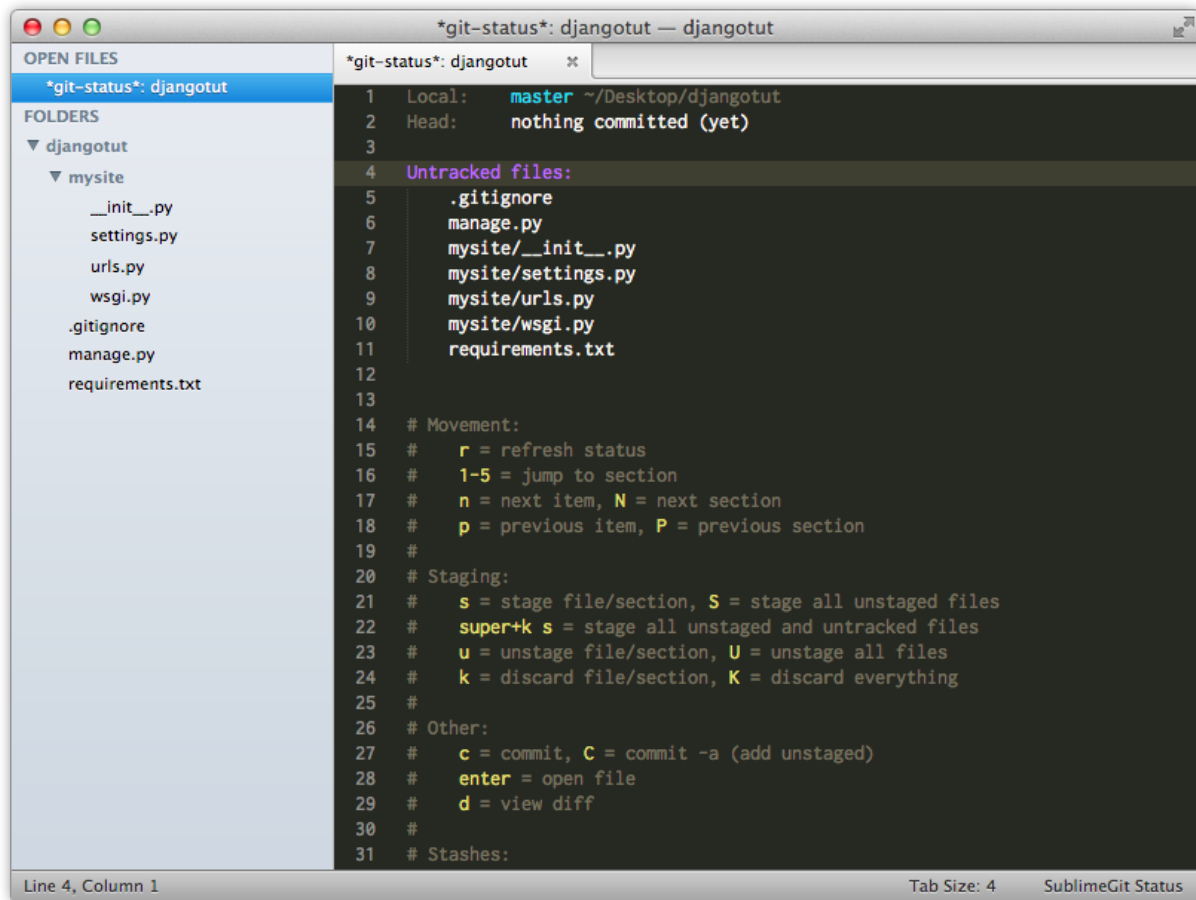 *git-status*: djangotut — djangotut
OPEN FILES
*git-status*: djangotut
FOLDERS
djangotut
mysite
__init__.py
settings.py
urls.py
wsgi.py
.gitignore
manage.py
requirements.txt
*git-status*: djangotut
1 Local: master ~/Desktop/djangotut
2 Head: nothing committed (yet)
3
4 Untracked files:
5 .gitignore
6 manage.py
7 mysite/__init__.py
8 mysite/settings.py
9 mysite/urls.py
10 mysite/wsgi.py
11 requirements.txt
12
13
14 # Movement:
15 # r = refresh status
16 # 1-5 = jump to section
17 # n = next item, N = next section
18 # p = previous item, P = previous section
19 #
20 # Staging:
21 # s = stage file/section, S = stage all unstaged files
22 # super+k s = stage all unstaged and untracked files
23 # u = unstage file/section, U = unstage all files
24 # k = discard file/section, K = discard everything
25 #
26 # Other:
27 # c = commit, C = commit -a (add unstaged)
28 # enter = open file
29 # d = view diff
30 #
31 # Stashes:
Line 4, Column 1 Tab Size: 4 SublimeGit Status